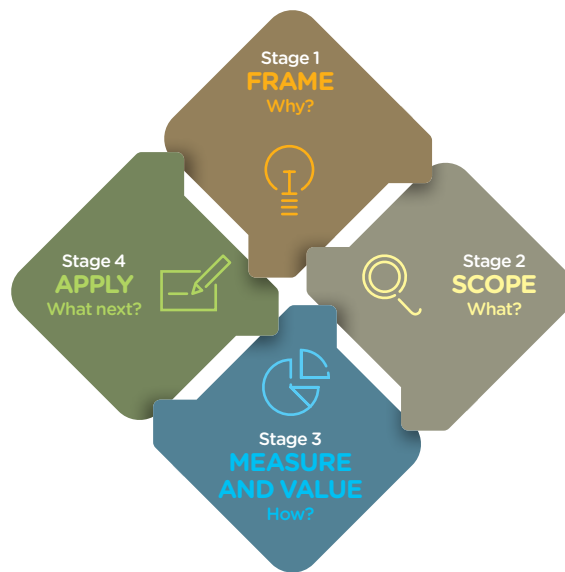 Stage 1
FRAME
Why?
Stage 2
SCOPE
What?
Stage 3
MEASURE
AND VALUE
How?
Stage 4
APPLY
What next?